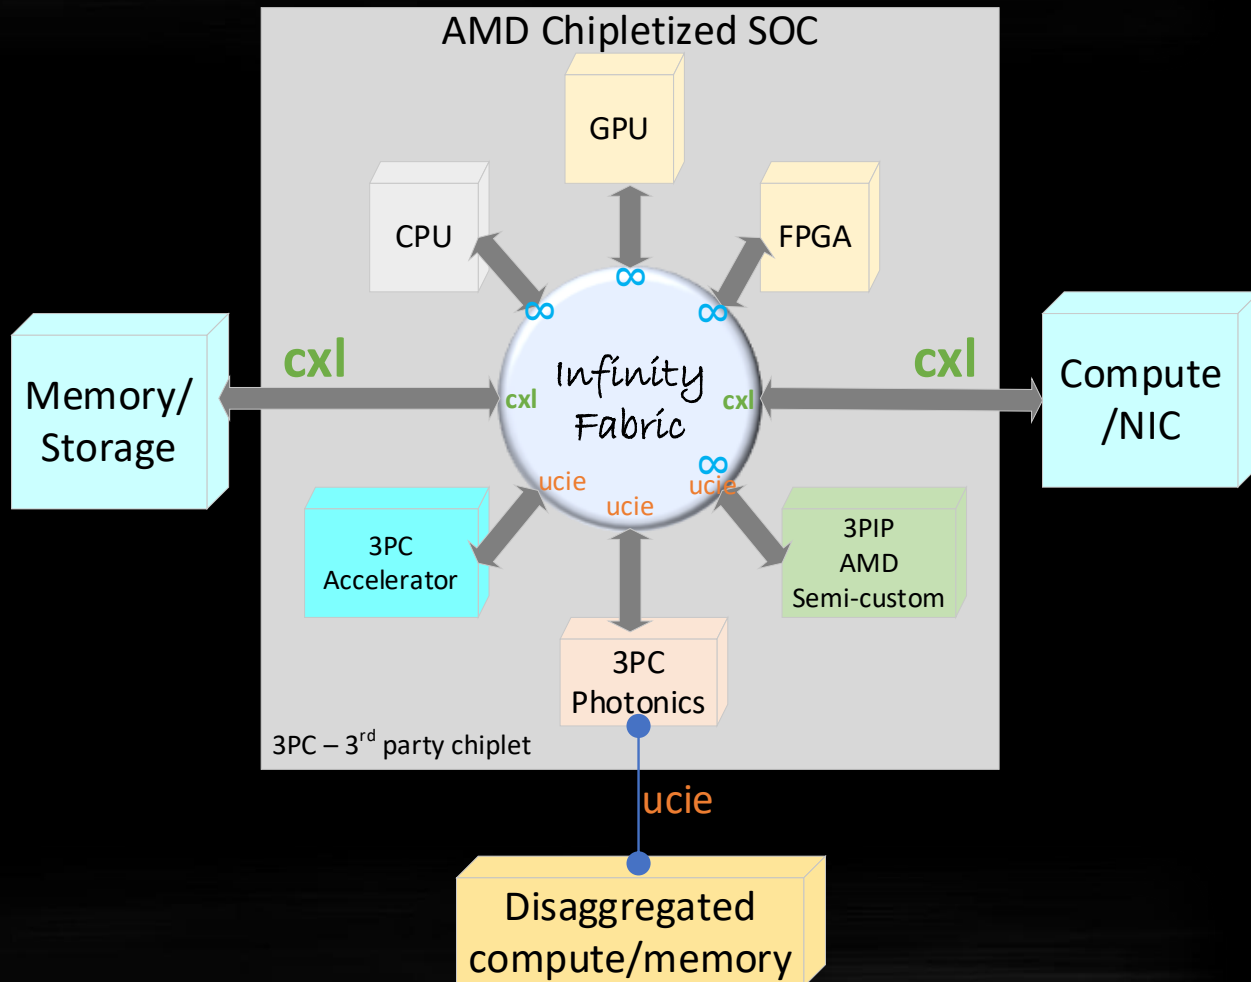 AMD Chipletized SOC
GPU
CPU
FPGA
∞
∞
∞
cxl
cxl
Memory/
Storage
Infinity
Fabric
cxl
cxl
Compute
/NIC
∞
ucie
ucie
ucie
3PC
Accelerator
3PIP
AMD
Semi-custom
3PC
Photonics
3PC – 3rd party chiplet
ucie
Disaggregated
compute/memory